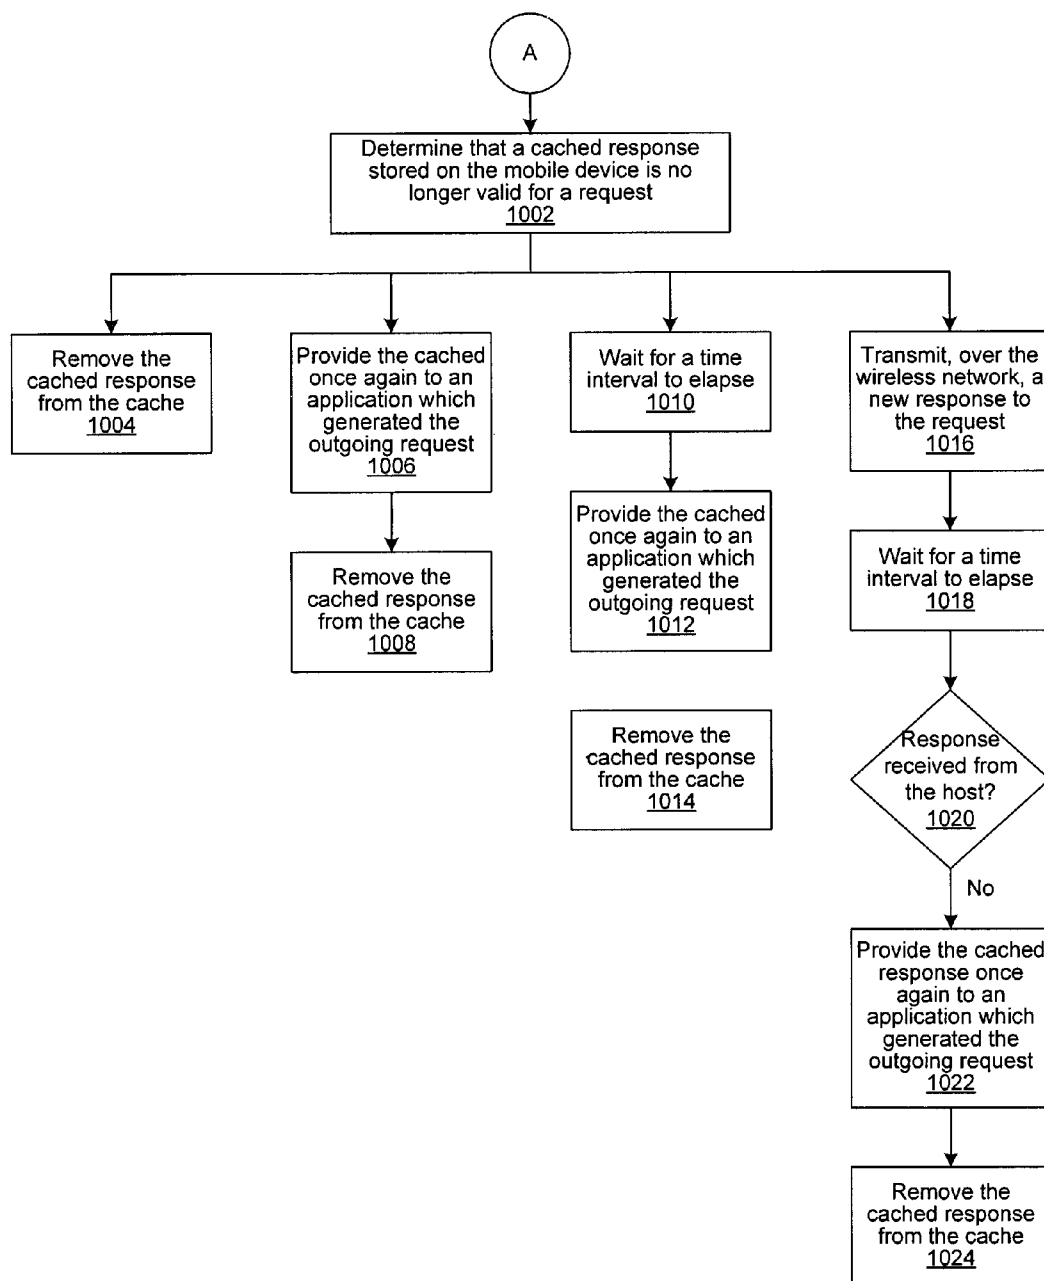 A
Determine that a cached response
stored on the mobile device is no
longer valid for a request
1002
Remove the
cached response
from the cache
1004
Provide the cached
once again to an
application which
generated the
outgoing request
1006
Remove the
cached response
from the cache
1008
Wait for a time
interval to elapse
1010
Provide the cached
once again to an
application which
generated the
outgoing request
1012
Remove the
cached response
from the cache
1014
Transmit, over the
wireless network, a
new response to
the request
1016
Wait for a time
interval to elapse
1018
Response
received from
the host?
1020
No
Provide the cached
response once
again to an
application which
generated the
outgoing request
1022
Remove the
cached response
from the cache
1024